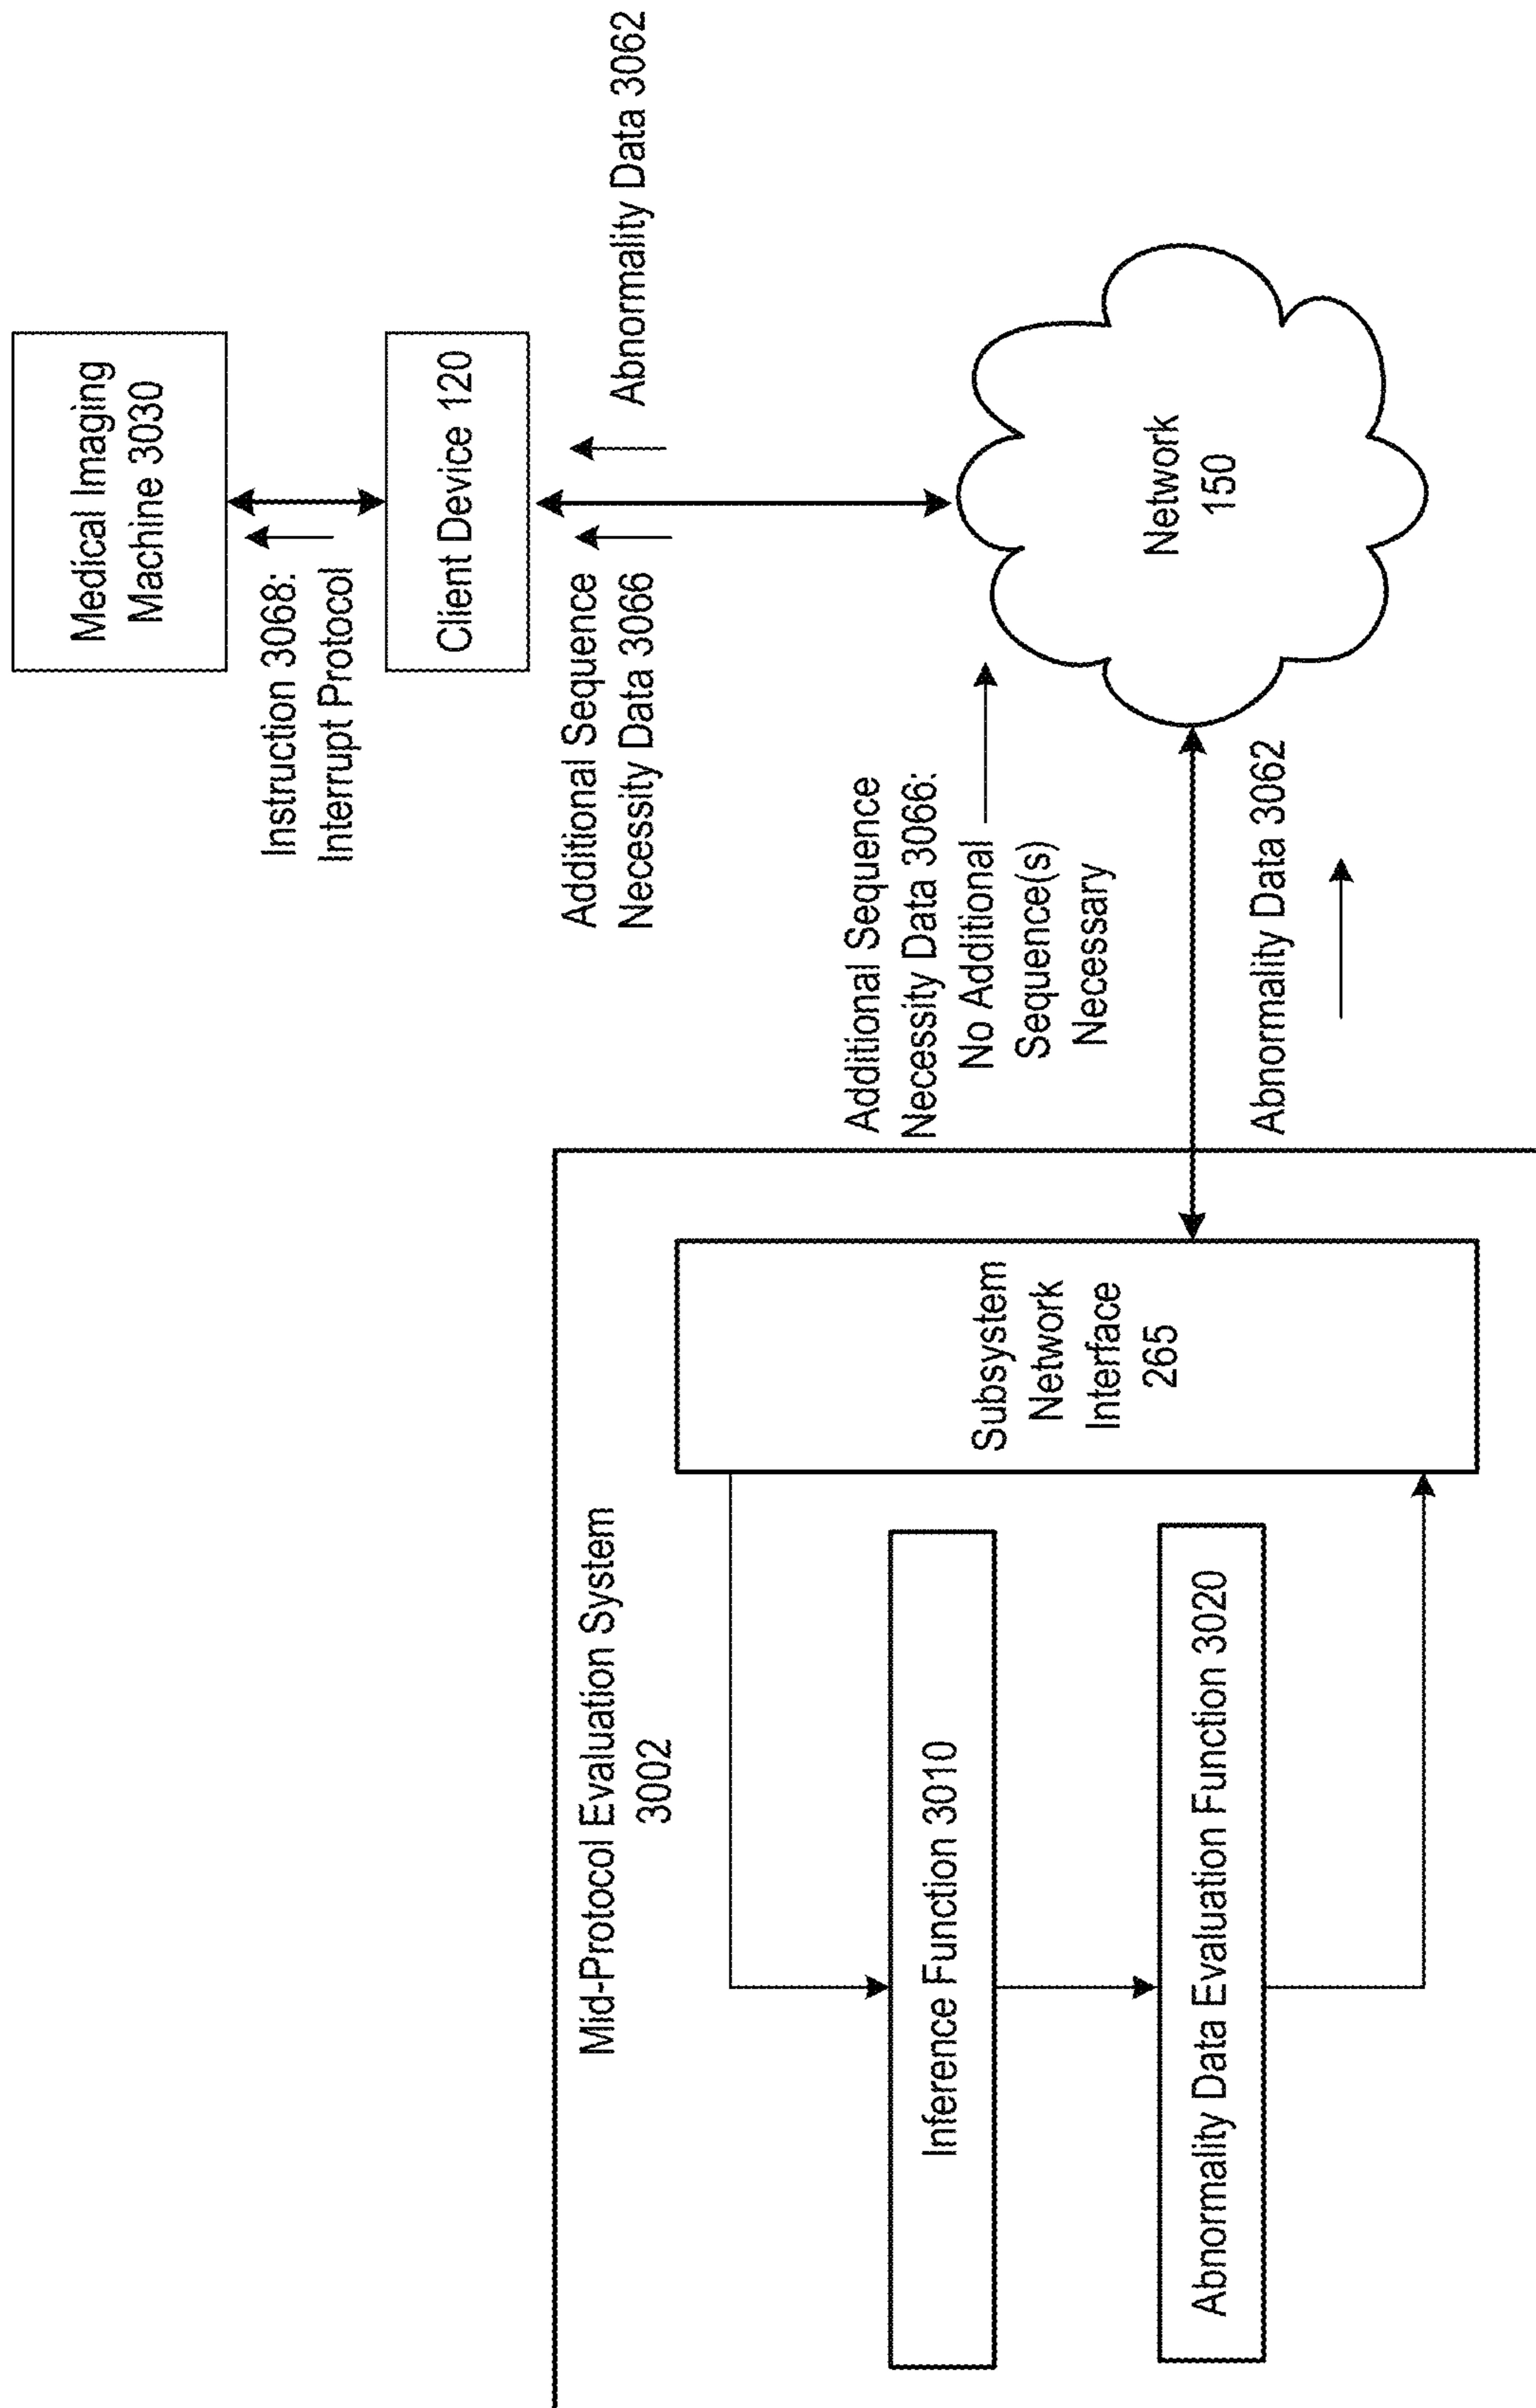 Medical Imaging
Machine 3030
Instruction 3068:
Interrupt Protocol
Client Device 120
Additional Sequence
Necessity Data 3066
Abnormality Data 3062
Mid-Protocol Evaluation System
3002
Additional Sequence
Necessity Data 3066:
No Additional
Sequence(s)
Necessary
Network
150
Subsystem
Network
Interface
265
Inference Function 3010
Abnormality Data Evaluation Function 3020
Abnormality Data 3062